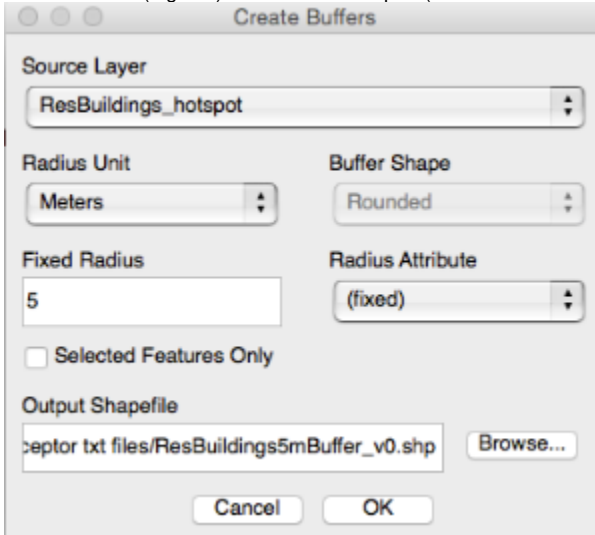 Create Buffers
Source Layer
ResBuildings_hotspot
Radius Unit Buffer Shape
Meters Rounded
Fixed Radius Radius Attribute
5 (fixed)
Selected Features Only
Output Shapefile
ceptor txt files/ResBuildings5mBuffer_v0.shp Browse...
Cancel OK